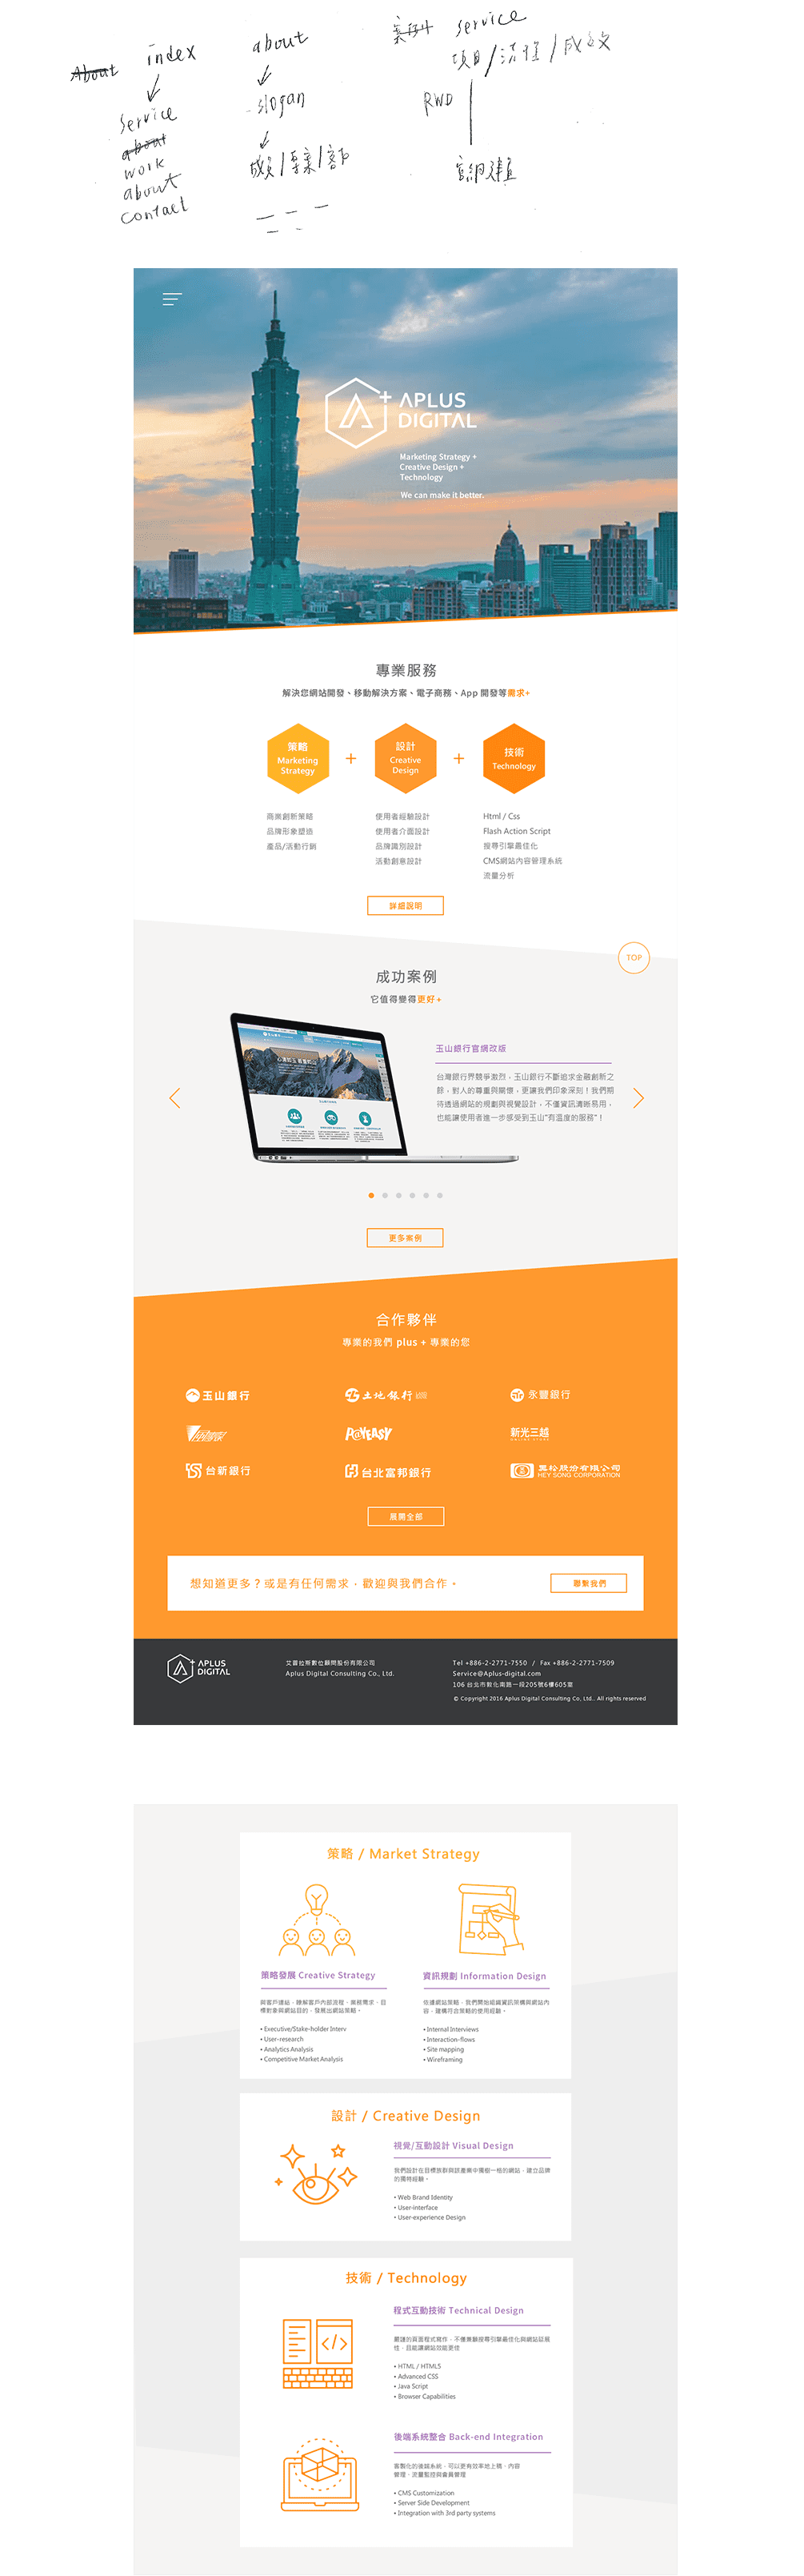 About
index
service
about
work
about
contact
about
slogan
service
項目/流程/成效
RWD
APLUS
DIGITAL
Marketing Strategy +
Creative Design +
Technology
We can make it better.
專業服務
解決您網站開發、移動解決方案、電子商務、App 開發等需求+
策略
Marketing
Strategy
+
設計
Creative
Design
+
技術
Technology
商業創新策略
品牌形象塑造
產品/活動行銷
使用者經驗設計
使用者介面設計
品牌識別設計
活動創意設計
Html / Css
Flash Action Script
搜尋引擎最佳化
CMS網站內容管理系統
流量分析
詳細說明
TOP
成功案例
它值得變得更好+
玉山銀行官網改版
台灣銀行界競爭激烈，玉山銀行不斷追求金融創新之
餘，對人的尊重與關懷，更讓我們印象深刻！我們期
待透過網站的規劃與視覺設計，不僅資訊清晰易用，
也能讓使用者進一步感受到玉山"有溫度的服務"！
更多案例
合作夥伴
專業的我們 plus + 專業的您
玉山銀行
土地銀行
永豐銀行
P@YEASY
新光三越
台新銀行
台北富邦銀行
黑松股份有限公司
HEY SONG CORPORATION
展開全部
想知道更多？或是有任何需求，歡迎與我們合作。
聯繫我們
APLUS
DIGITAL
艾普拉斯數位顧問股份有限公司
Aplus Digital Consulting Co., Ltd.
Tel +886-2-2771-7550 / Fax +886-2-2771-7509
Service@Aplus-digital.com
106 台北市敦化南路一段205號6樓605室
© Copyright 2016 Aplus Digital Consulting Co, Ltd.. All rights reserved
策略 / Market Strategy
策略發展 Creative Strategy
與客戶連結，瞭解客戶內部流程、業務需求、目
標對象與網站目的，發展出網站策略。
• Executive/Stake-holder Interv
• User-research
• Analytics Analysis
• Competitive Market Analysis
資訊規劃 Information Design
依據網站策略，我們開始組織資訊架構與網站內
容，建構符合策略的使用經驗。
• Internal Interviews
• Interaction-flows
• Site mapping
• Wireframing
設計 / Creative Design
視覺/互動設計 Visual Design
我們設計在目標族群與該產業中獨樹一格的網站，建立品牌
的獨特經驗。
• Web Brand Identity
• User-interface
• User-experience Design
技術 / Technology
程式互動技術 Technical Design
嚴謹的頁面程式寫作，不僅兼顧搜尋引擎最佳化與網站延展
性，且能讓網站效能更佳
• HTML / HTML5
• Advanced CSS
• Java Script
• Browser Capabilities
後端系統整合 Back-end Integration
客製化的後端系統，可以更有效率地上稿、內容
管理、流量監控與會員管理
• CMS Customization
• Server Side Development
• Integration with 3rd party systems